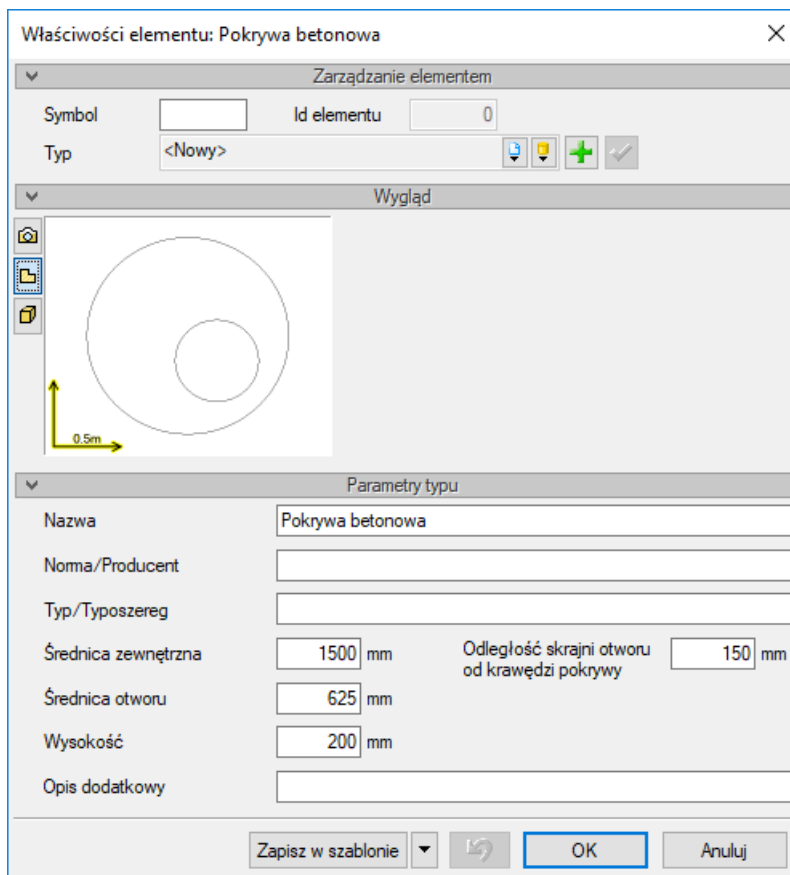 Właściwości elementu: Pokrywa betonowa
Zarządzanie elementem
Symbol Id elementu 0
Typ <Nowy>
Wygląd
0.5m
Parametry typu
Nazwa Pokrywa betonowa
Norma/Producent
Typ/Typoszereg
Średnica zewnętrzna 1500 mm Odległość skrajni otworu od krawędzi pokrywy 150 mm
Średnica otworu 625 mm
Wysokość 200 mm
Opis dodatkowy
Zapisz w szablonie OK Anuluj